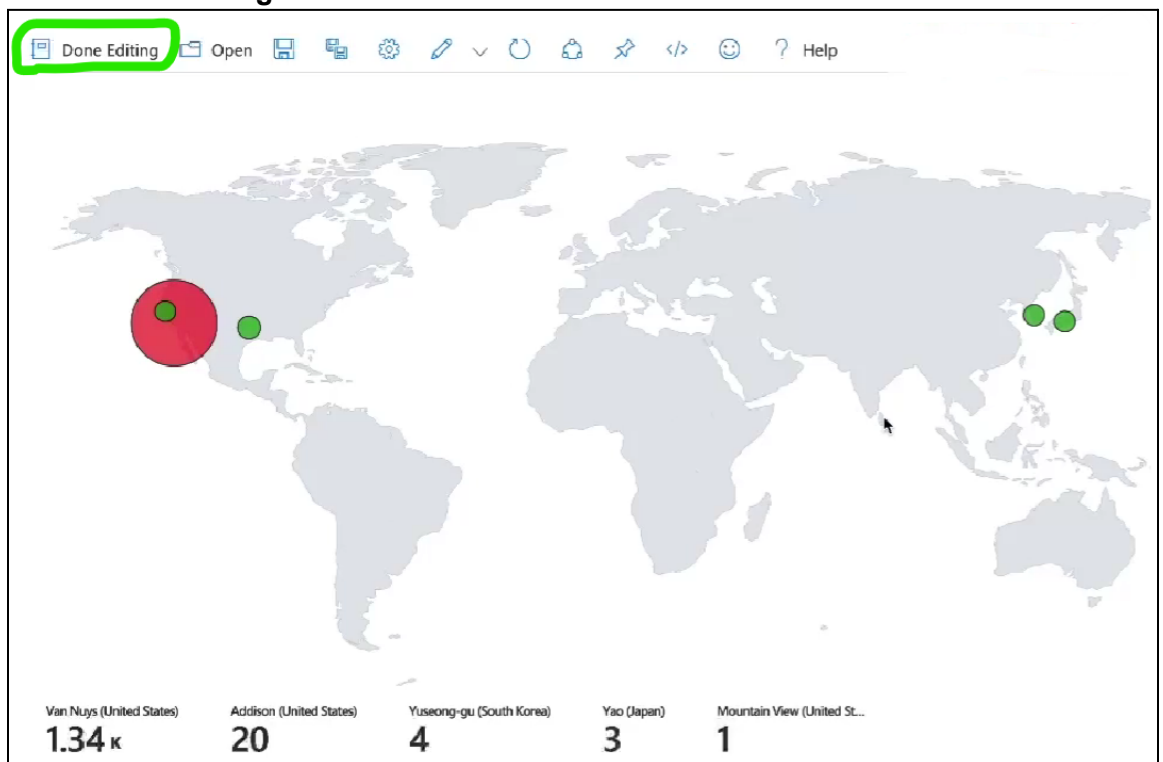 Done Editing Open </> ? Help
Van Nuys (United States) Addison (United States) Yuseong-gu (South Korea) Yao (Japan) Mountain View (United St...
1.34 K 20 4 3 1